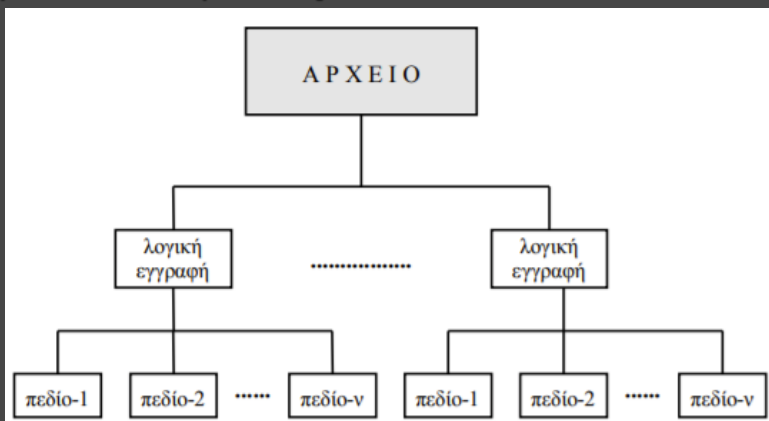 ΑΡΧΕΙΟ
λογική
εγγραφή
.................
λογική
εγγραφή
πεδίο-1
πεδίο-2
......
πεδίο-ν
πεδίο-1
πεδίο-2
......
πεδίο-ν